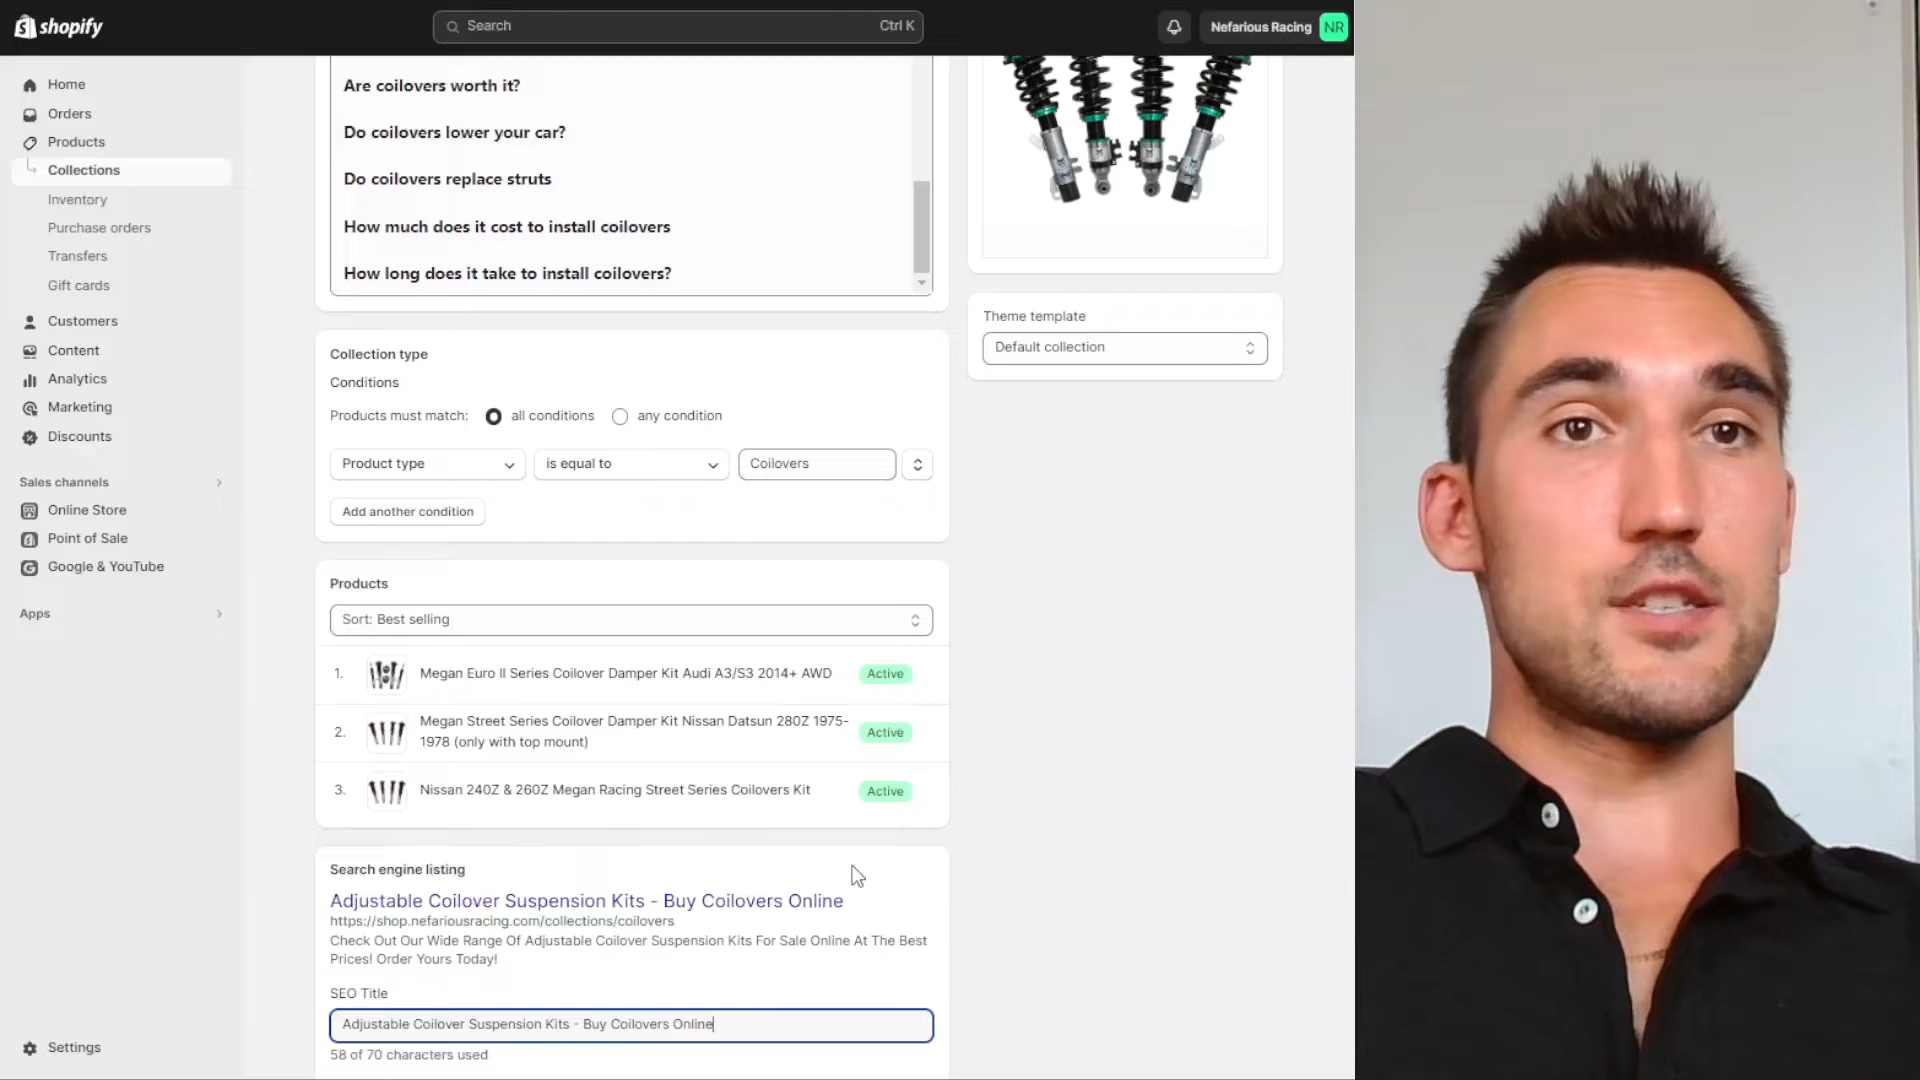 shopify
Search
Ctrl K
Nefarious Racing
NR
Home
Orders
Products
Collections
Inventory
Purchase orders
Transfers
Gift cards
Customers
Content
Analytics
Marketing
Discounts
Sales channels
Online Store
Point of Sale
Google & YouTube
Apps
Settings
Are coilovers worth it?
Do coilovers lower your car?
Do coilovers replace struts
How much does it cost to install coilovers
How long does it take to install coilovers?
Collection type
Conditions
Products must match:
all conditions
any condition
Product type
is equal to
Coilovers
Add another condition
Products
Sort: Best selling
1.
Megan Euro II Series Coilover Damper Kit Audi A3/S3 2014+ AWD
Active
2.
Megan Street Series Coilover Damper Kit Nissan Datsun 280Z 1975-
1978 (only with top mount)
Active
3.
Nissan 240Z & 260Z Megan Racing Street Series Coilovers Kit
Active
Search engine listing
Adjustable Coilover Suspension Kits - Buy Coilovers Online
https://shop.nefariousracing.com/collections/coilovers
Check Out Our Wide Range Of Adjustable Coilover Suspension Kits For Sale Online At The Best
Prices! Order Yours Today!
SEO Title
Adjustable Coilover Suspension Kits - Buy Coilovers Online
58 of 70 characters used
Theme template
Default collection